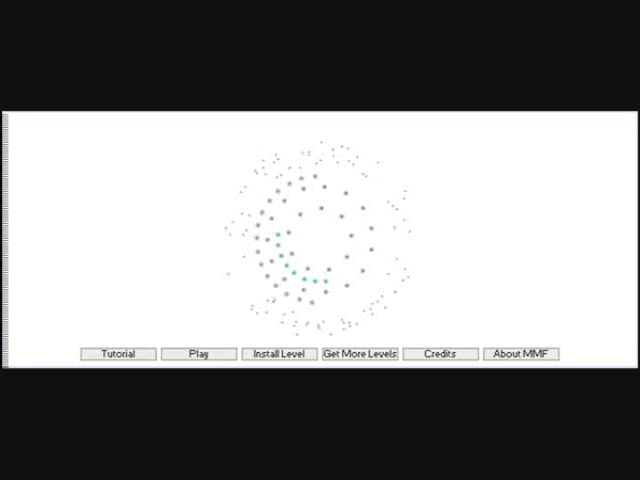 Tutorial
Play
Install Level
Get More Levels
Credits
About MMF